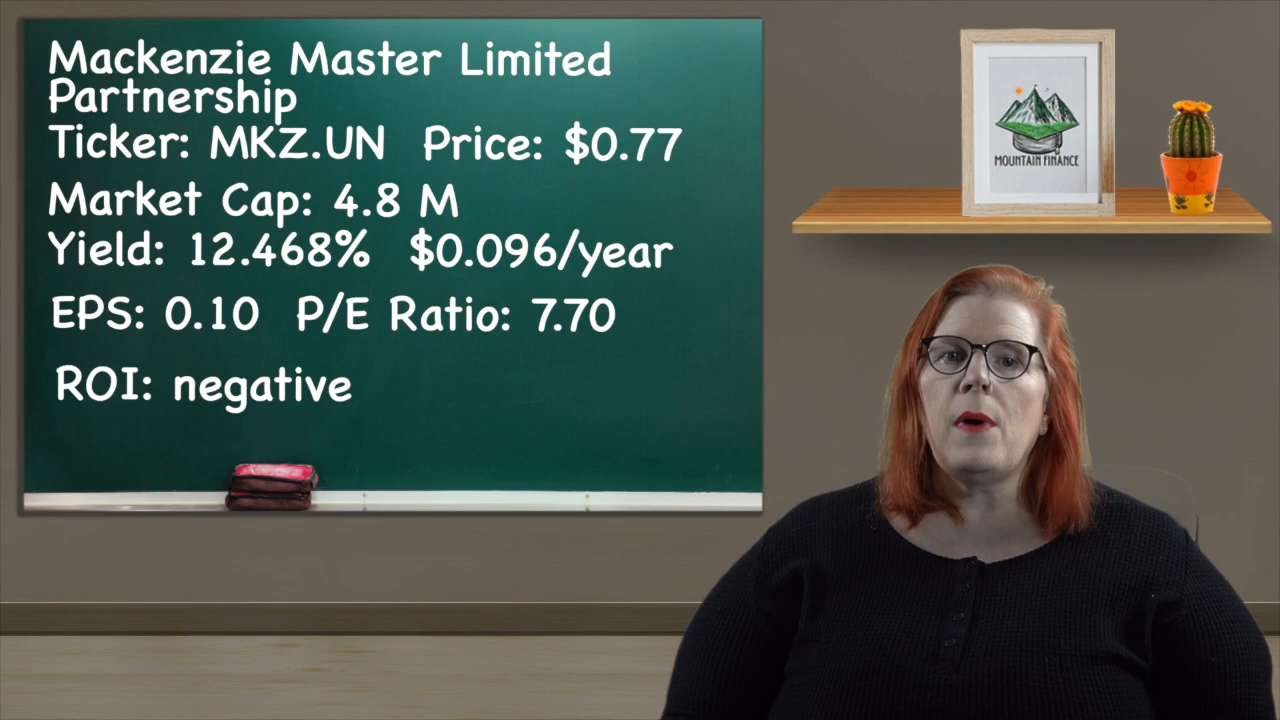 Mackenzie Master Limited
Partnership
Ticker: MKZ.UN Price: $0.77
Market Cap: 4.8 M
Yield: 12.468% $0.096/year
EPS: 0.10 P/E Ratio: 7.70
ROI: negative
MOUNTAIN FINANCE